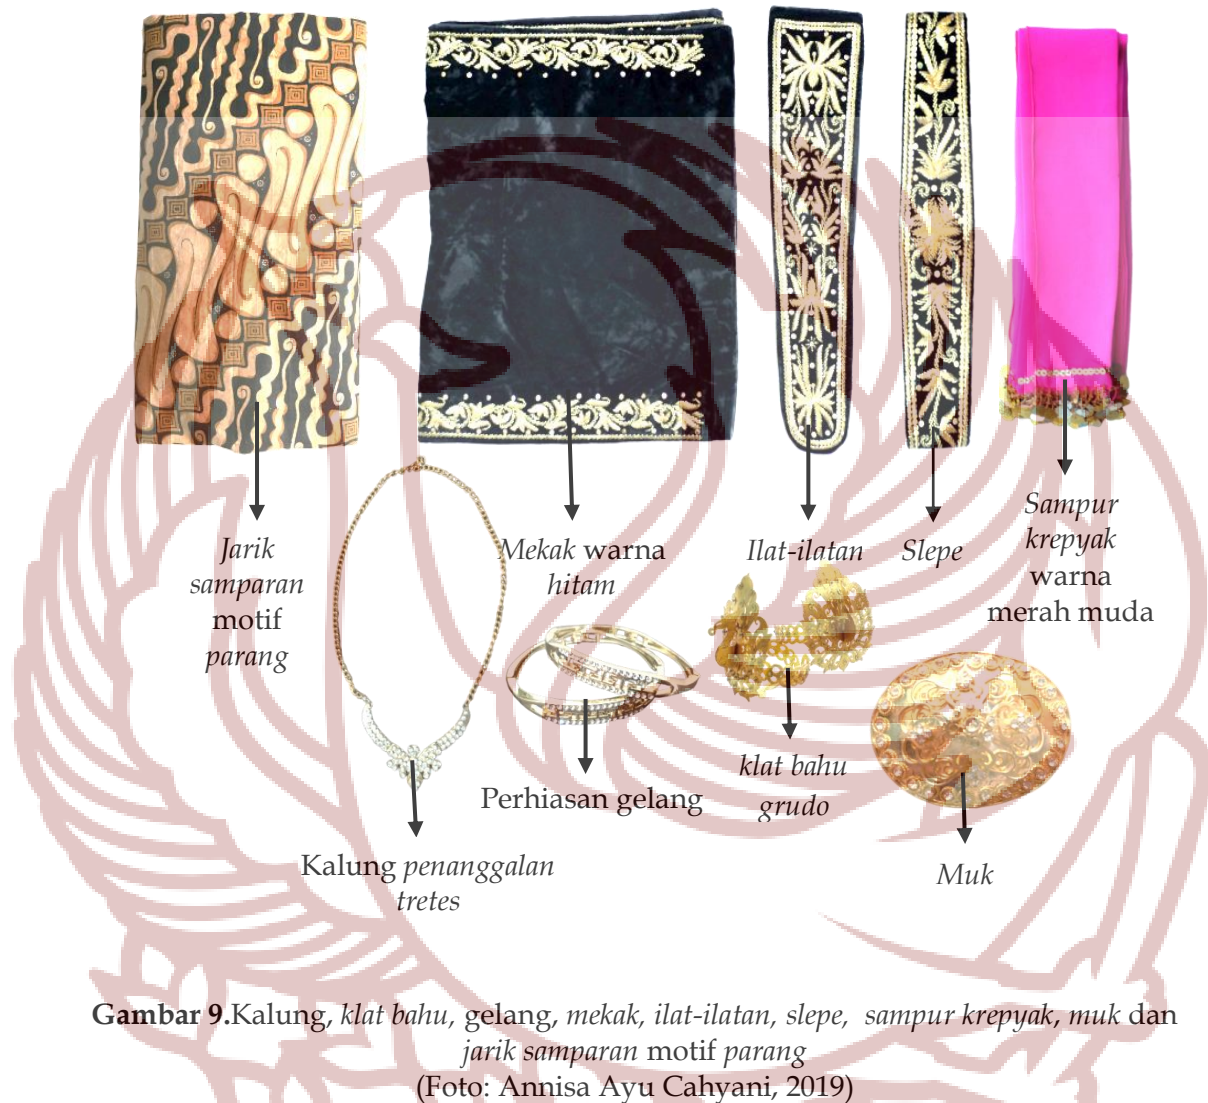 Jarik
samparan
motif
parang
Mekak warna
hitam
Ilat-ilatan
Slepe
Sampur
krepyak
warna
merah muda
Kalung penanggalan
tretes
Perhiasan gelang
klat bahu
grudo
Muk
Gambar 9.Kalung, klat bahu, gelang, mekak, ilat-ilatan, slepe, sampur krepyak, muk dan
jarik samparan motif parang
(Foto: Annisa Ayu Cahyani, 2019)